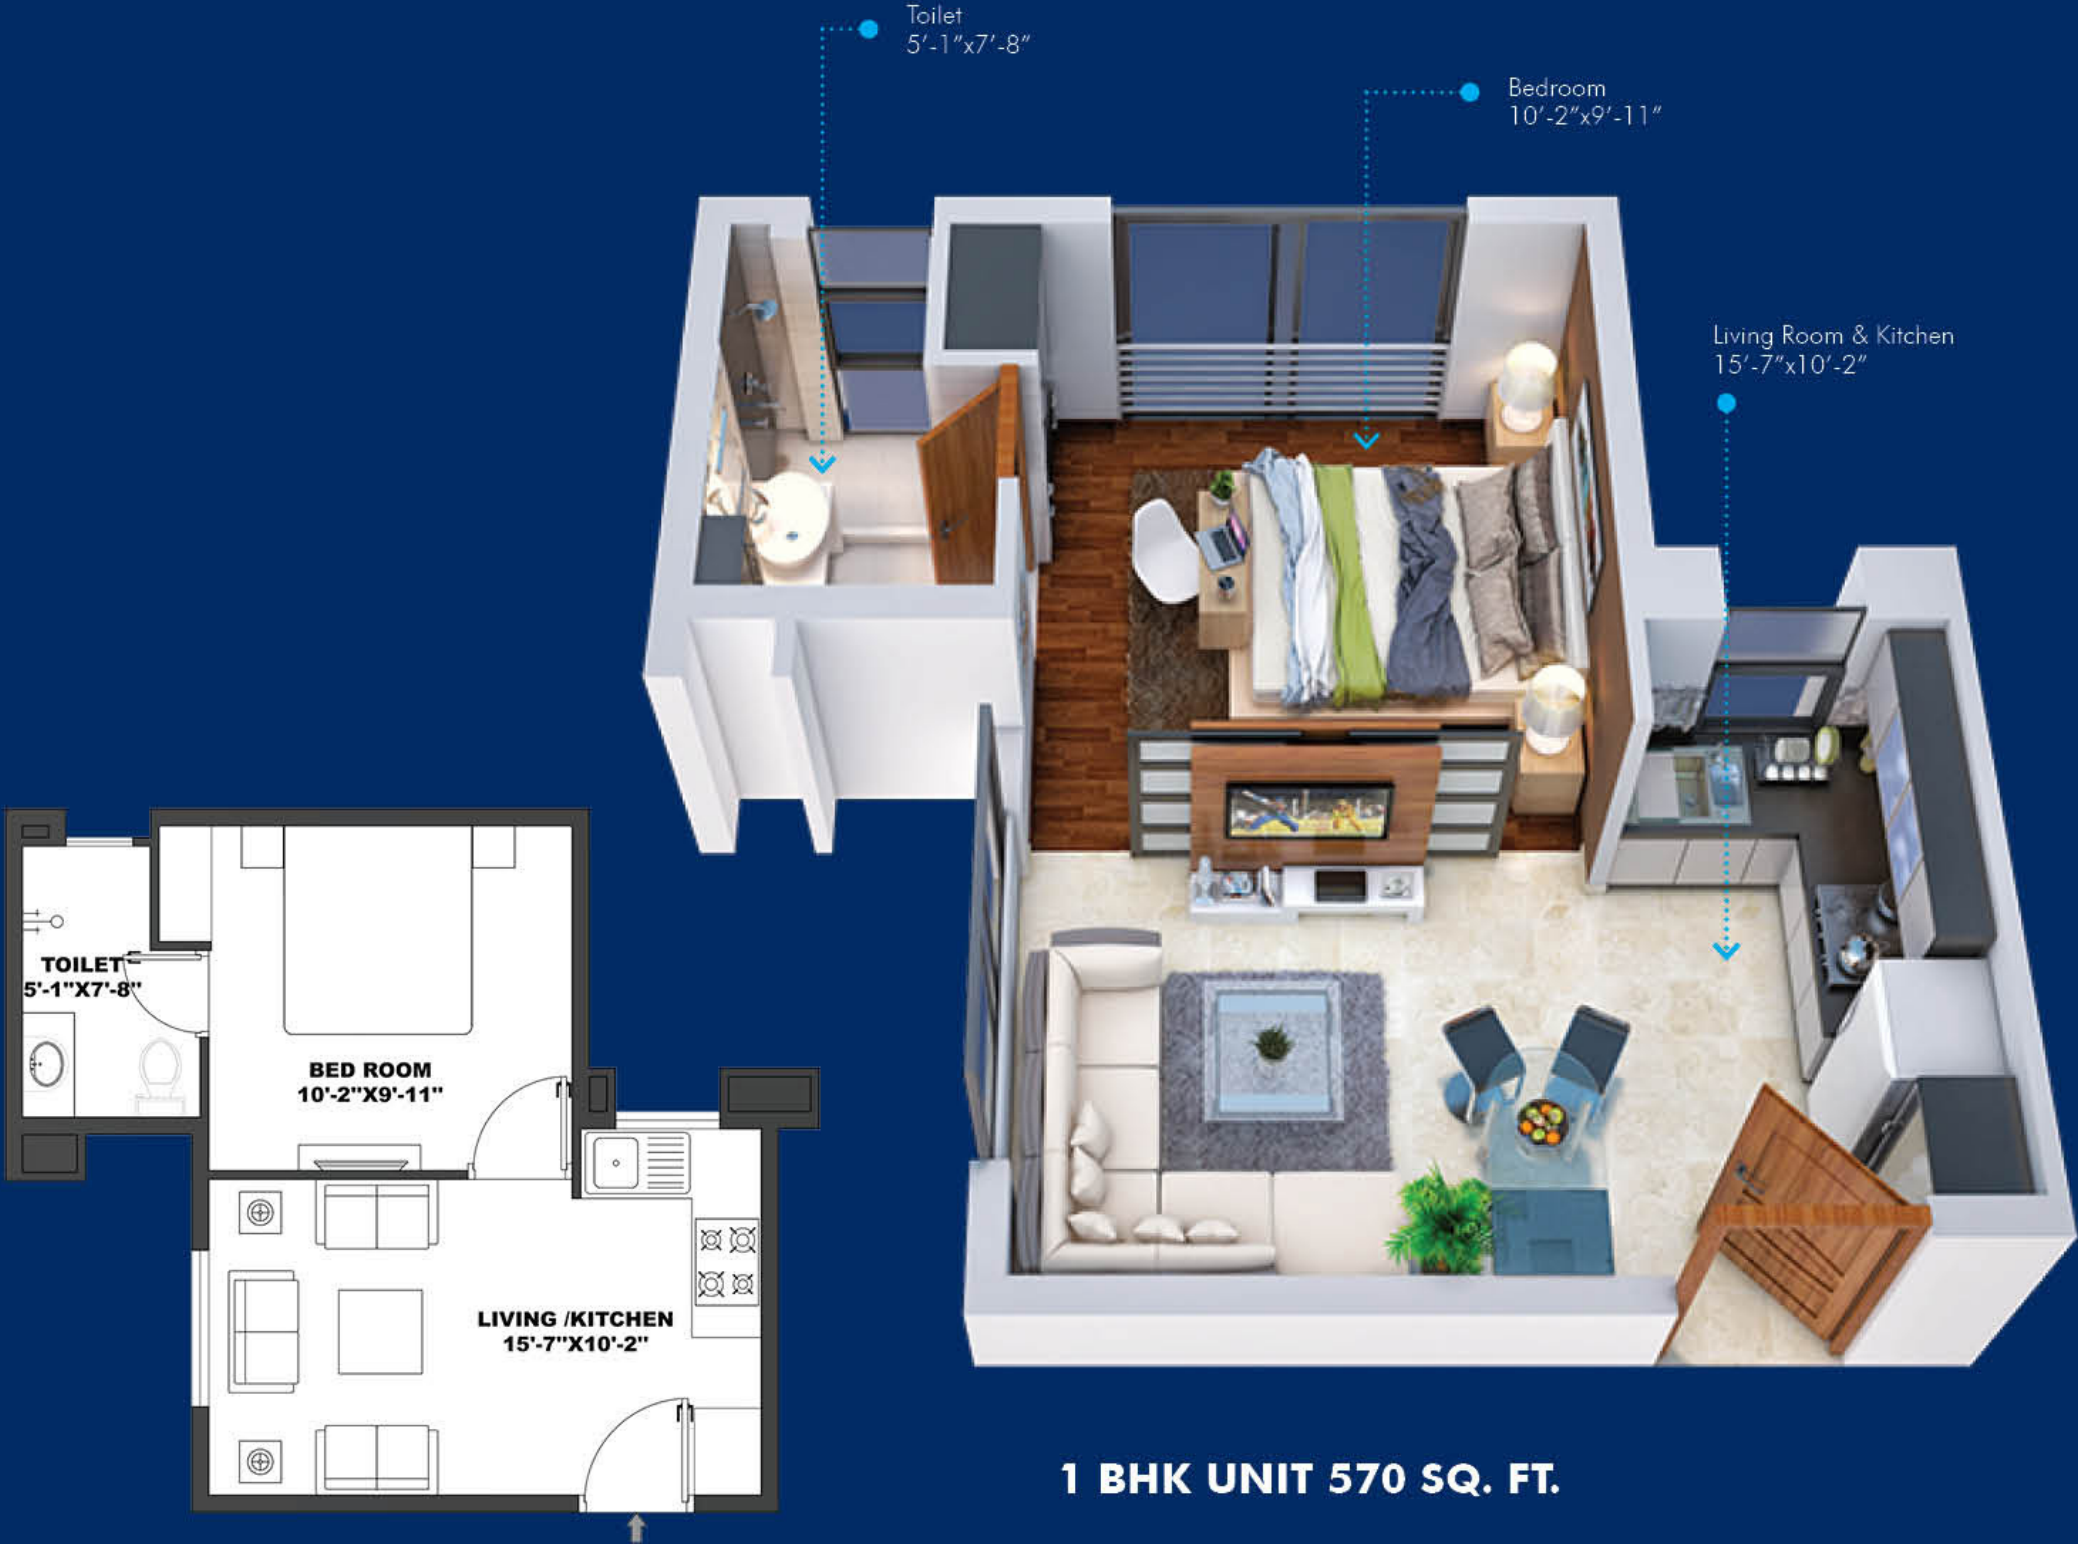 Toilet
5’-1”x7’-8”
Bedroom
10’-2”x9’-11”
Living Room & Kitchen
15’-7”x10’-2”
TOILET
5'-1"X7'-8"
BED ROOM
10'-2"X9'-11"
LIVING /KITCHEN
15'-7"X10'-2"
1 BHK UNIT 570 SQ. FT.